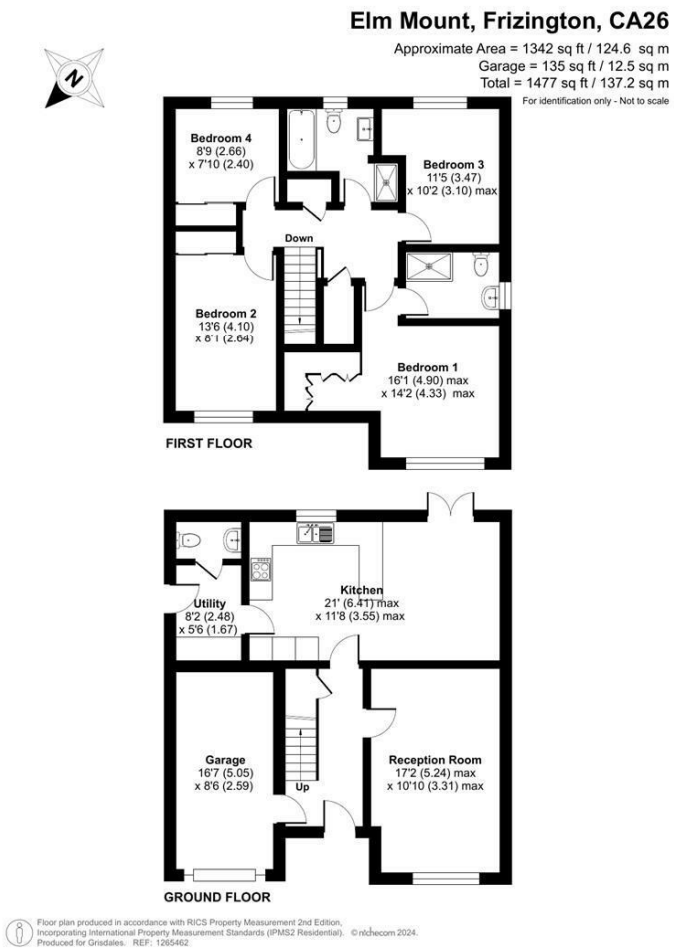 Elm Mount, Frizington, CA26
Approximate Area = 1342 sq ft / 124.6 sq m
Garage = 135 sq ft / 12.5 sq m
Total = 1477 sq ft / 137.2 sq m
For identification only - Not to scale
N
Bedroom 4
8'9 (2.66)
x 7'10 (2.40)
Bedroom 3
11'5 (3.47)
x 10'2 (3.10) max
Down
Bedroom 2
13'6 (4.10)
x 8'1 (2.64)
Bedroom 1
16'1 (4.90) max
x 14'2 (4.33) max
FIRST FLOOR
Kitchen
21' (6.41) max
x 11'8 (3.55) max
Utility
8'2 (2.48)
x 5'6 (1.67)
Garage
16'7 (5.05)
x 8'6 (2.59)
Up
Reception Room
17'2 (5.24) max
x 10'10 (3.31) max
GROUND FLOOR
Floor plan produced in accordance with RICS Property Measurement 2nd Edition,
Incorporating International Property Measurement Standards (IPMS2 Residential). ©nichecom 2024.
Produced for Grisdales. REF: 1265462